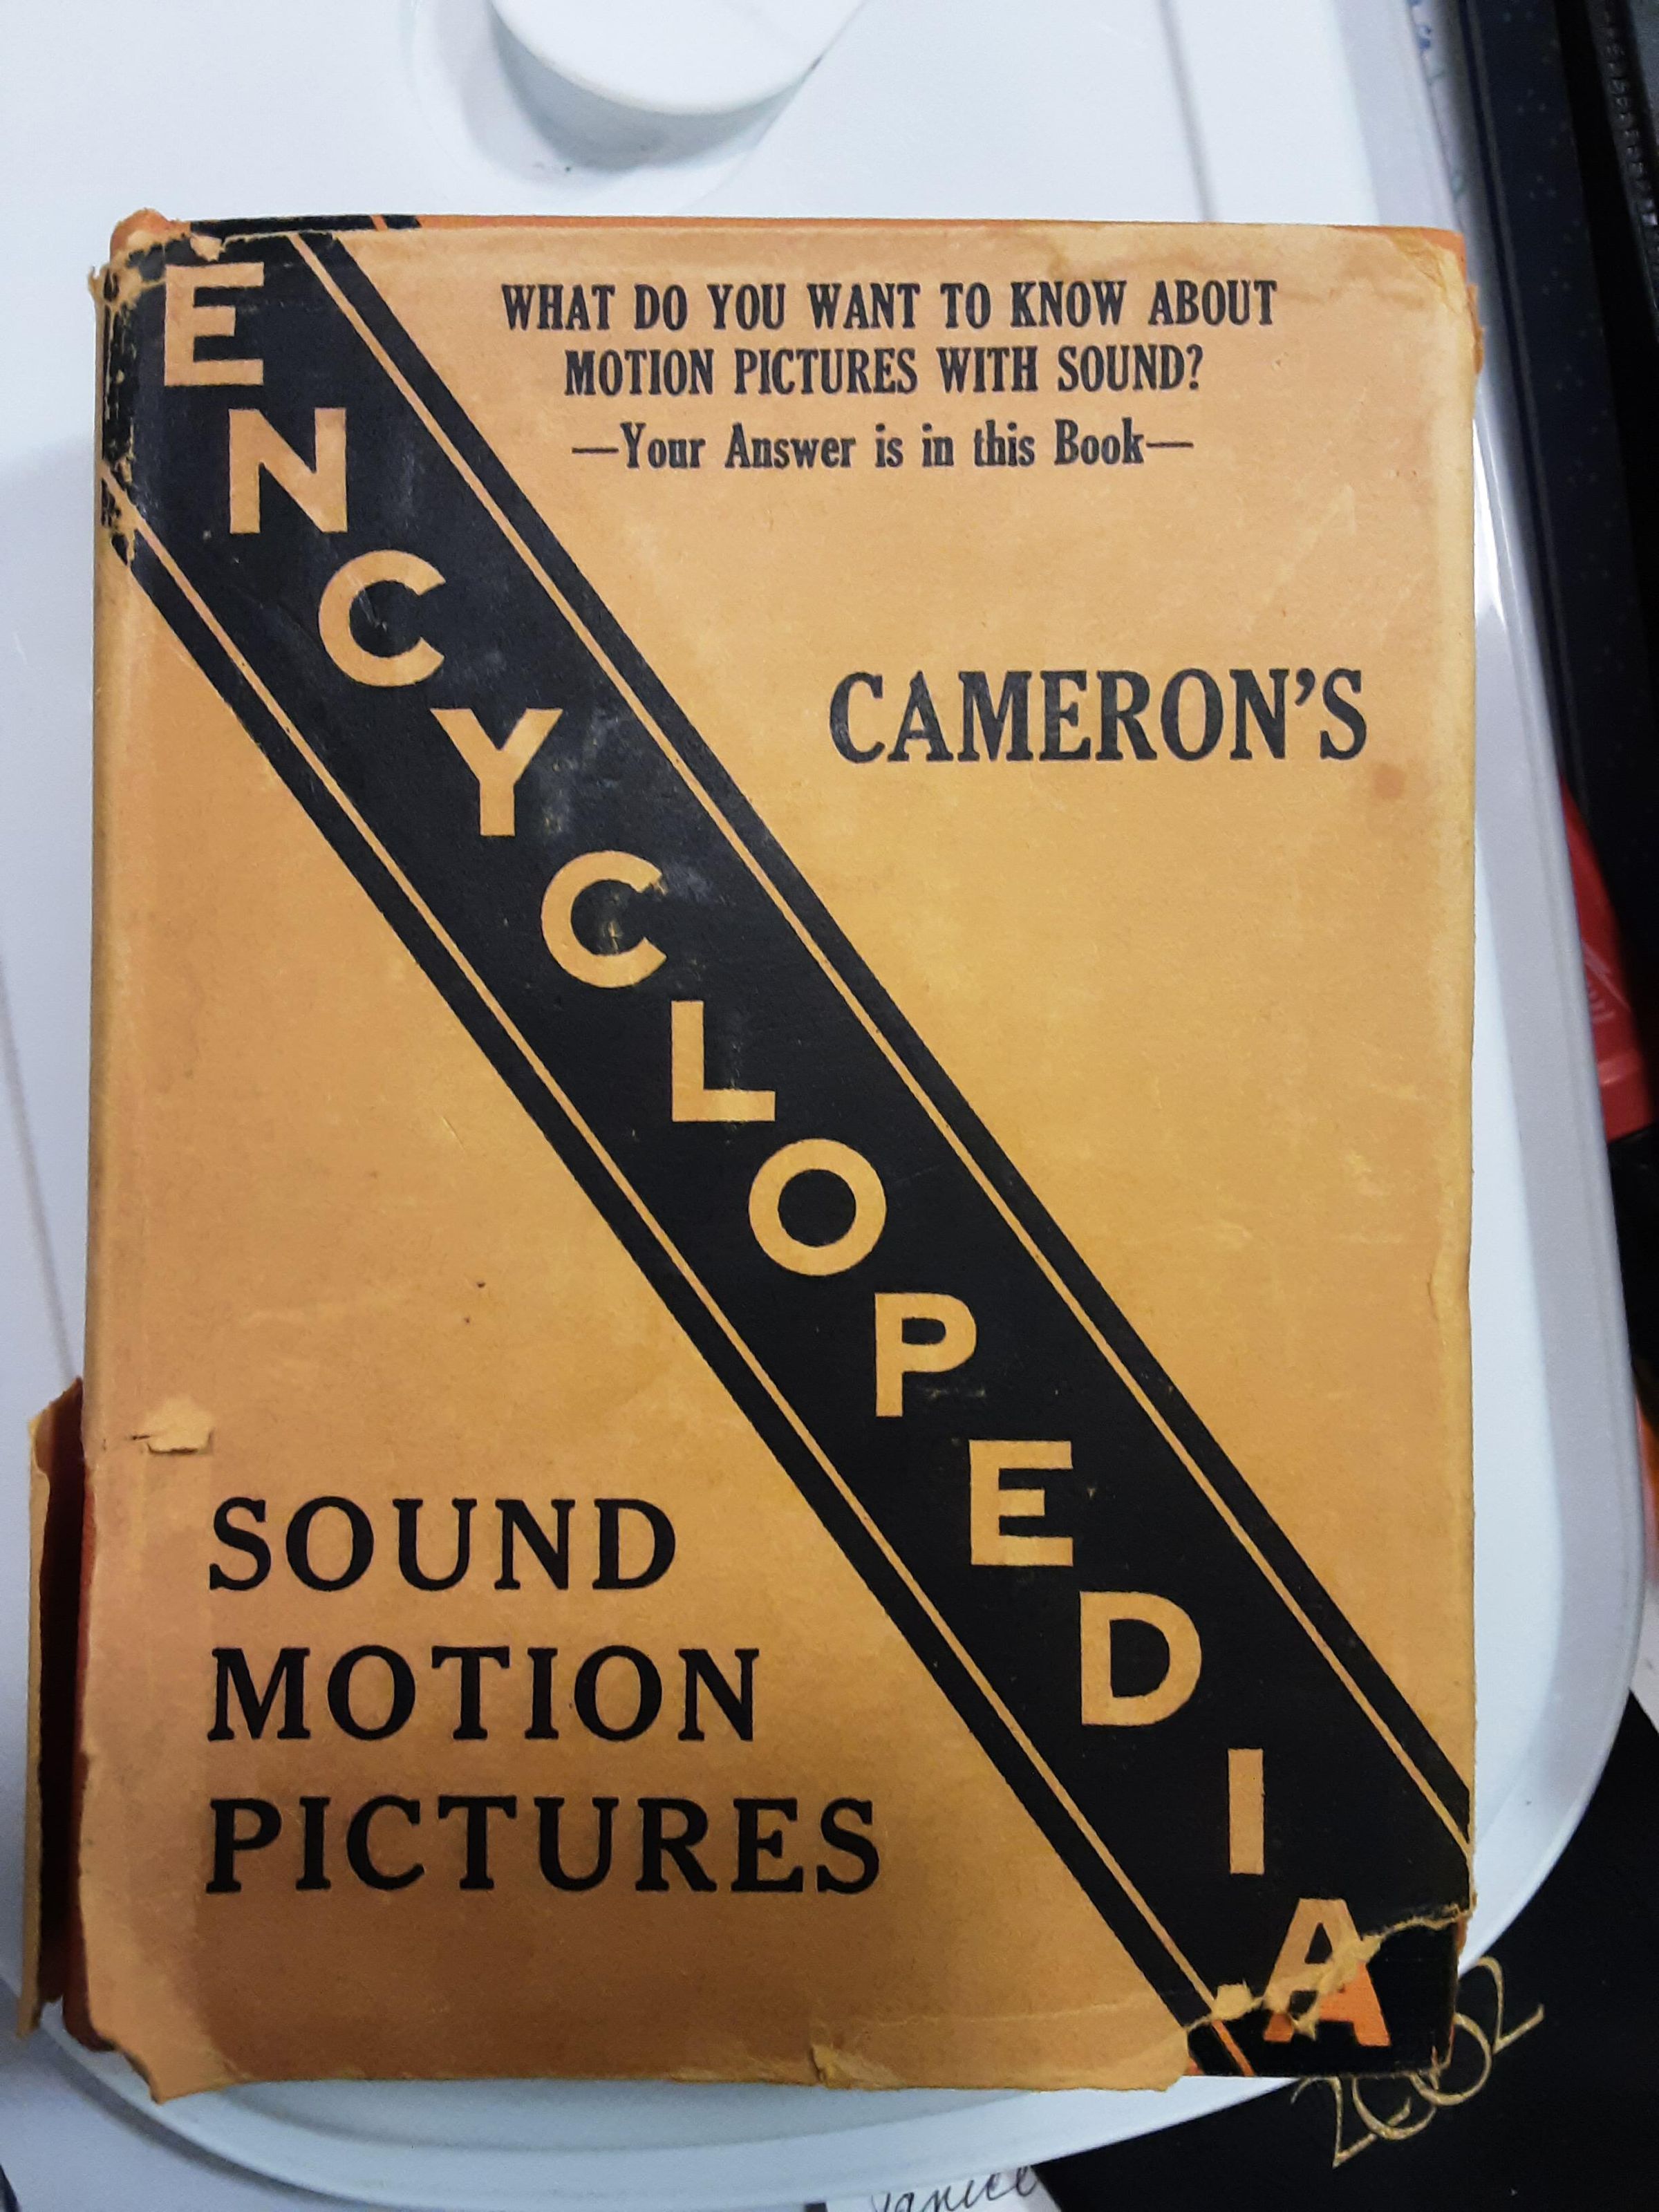 WHAT DO YOU WANT TO KNOW ABOUT
MOTION PICTURES WITH SOUND?
—Your Answer is in this Book—
CAMERON'S
ENCYCLOPEDIA
SOUND
MOTION
PICTURES
2002
Janice